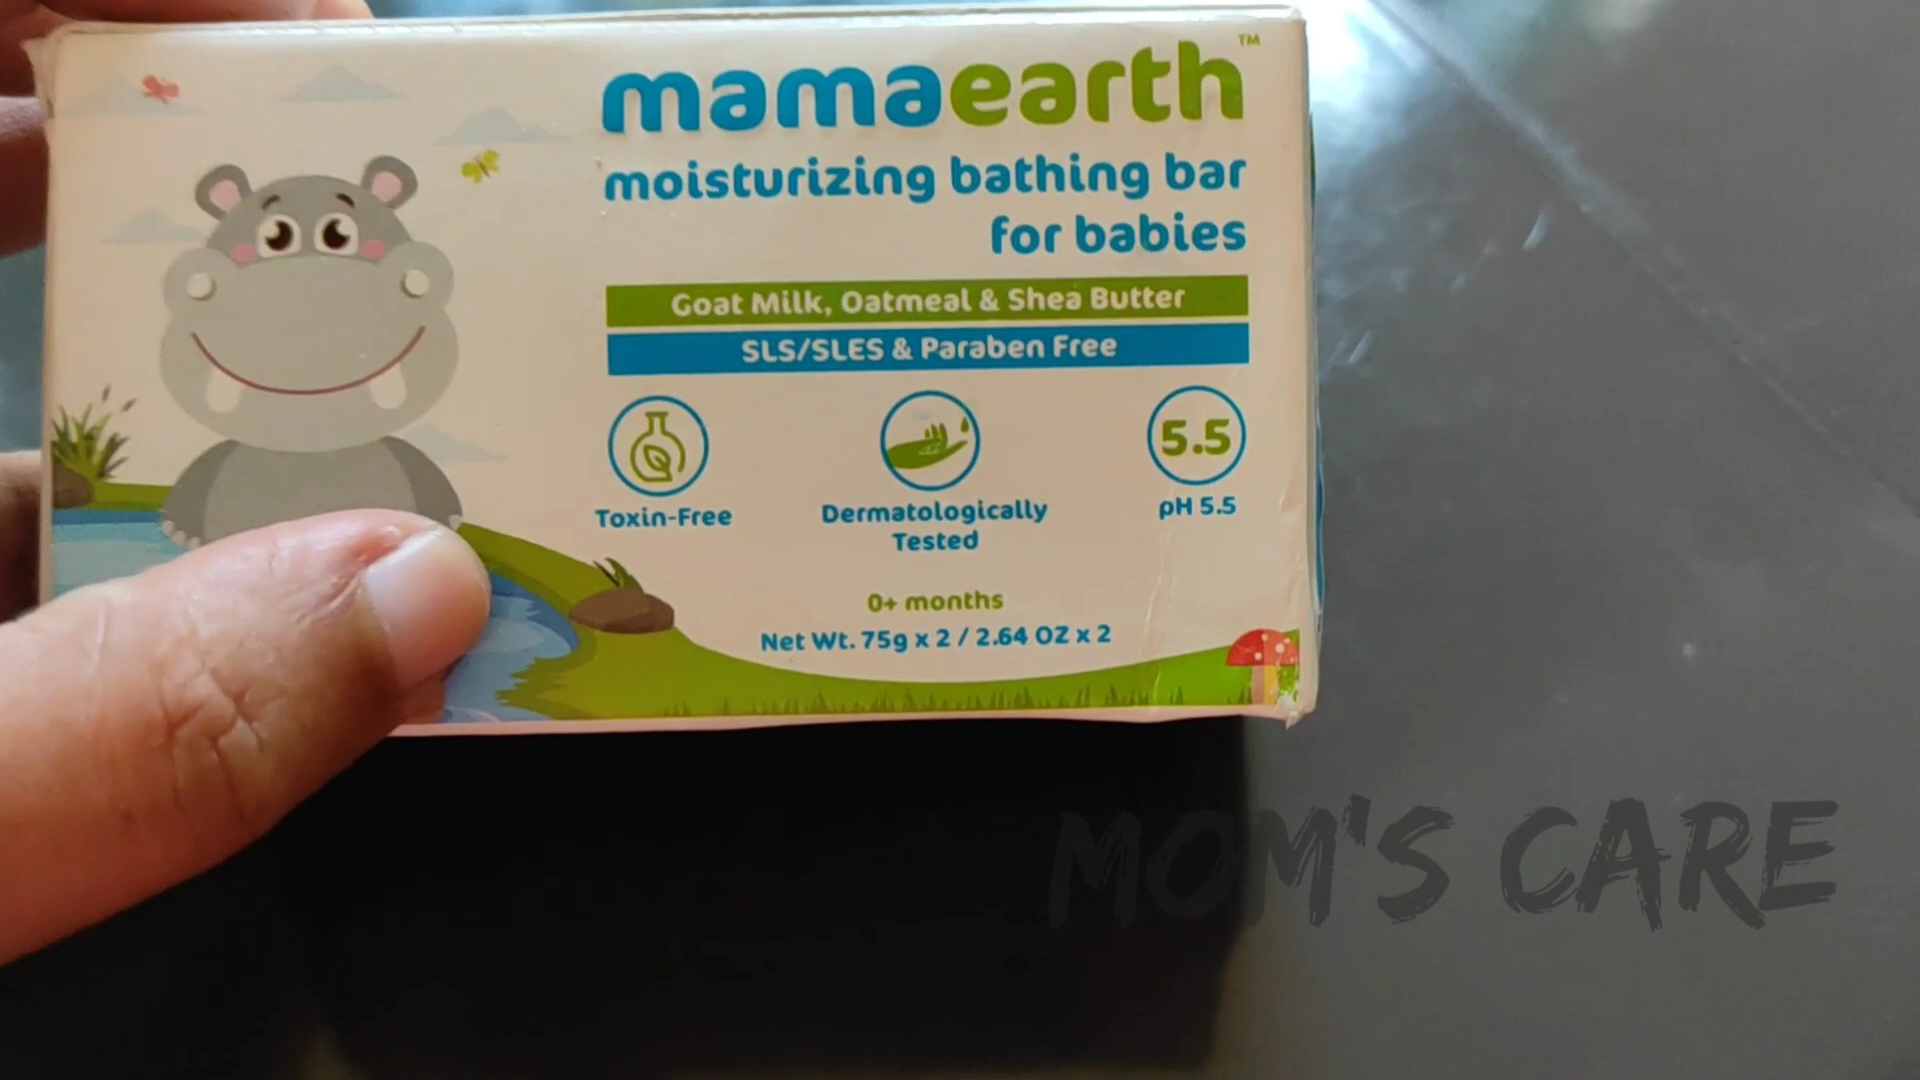 mamaearth™
moisturizing bathing bar
for babies
Goat Milk, Oatmeal & Shea Butter
SLS/SLES & Paraben Free
5.5
Toxin-Free
Dermatologically
Tested
pH 5.5
0+ months
Net Wt. 75g x 2 / 2.64 OZ x 2
MOM'S CARE